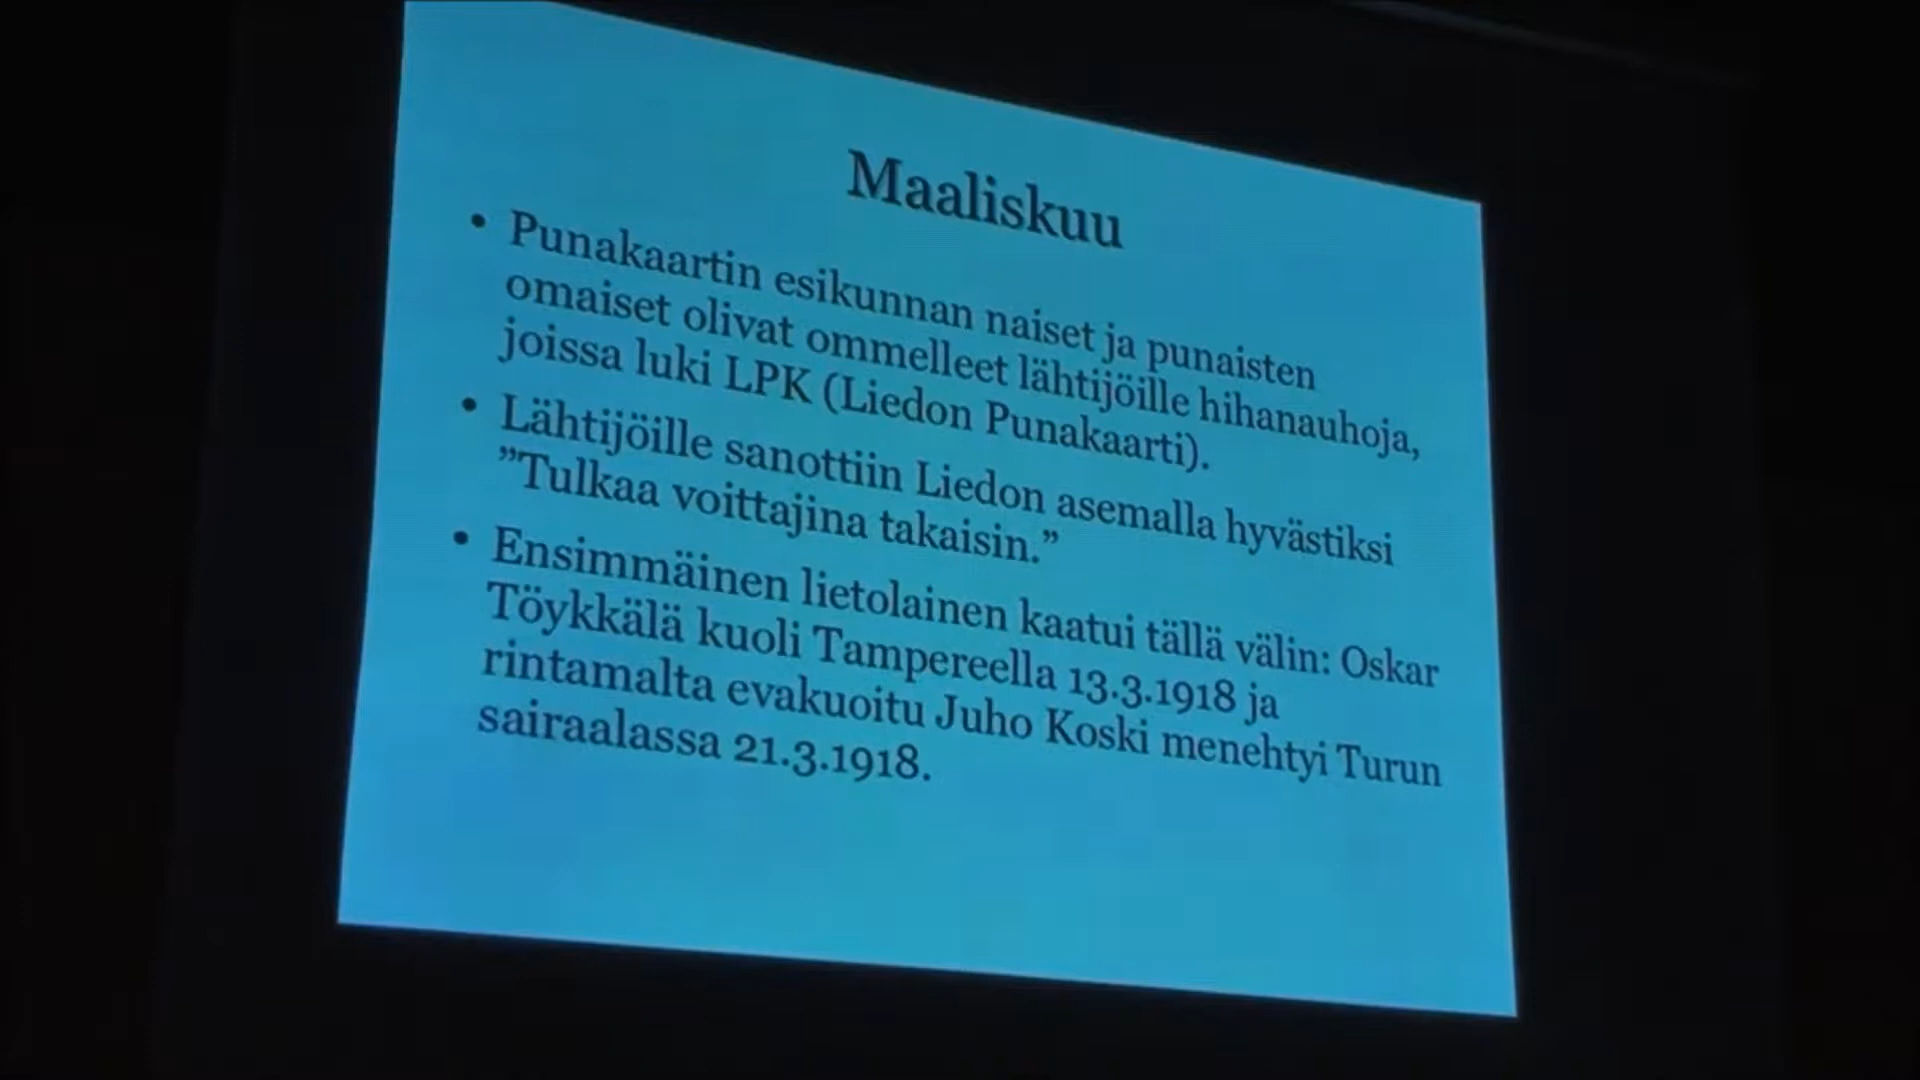 Maaliskuu
• Punakaartin esikunnan naiset ja punaisten
omaiset olivat ommelleet lähtijöille hihanauhoja,
joissa luki LPK (Liedon Punakaarti).
• Lähtijöille sanottiin Liedon asemalla hyvästiksi
”Tulkaa voittajina takaisin.”
• Ensimmäinen lietolainen kaatui tällä välin: Oskar
Töykkälä kuoli Tampereella 13.3.1918 ja
rintamalta evakuoitu Juho Koski menehtyi Turun
sairaalassa 21.3.1918.